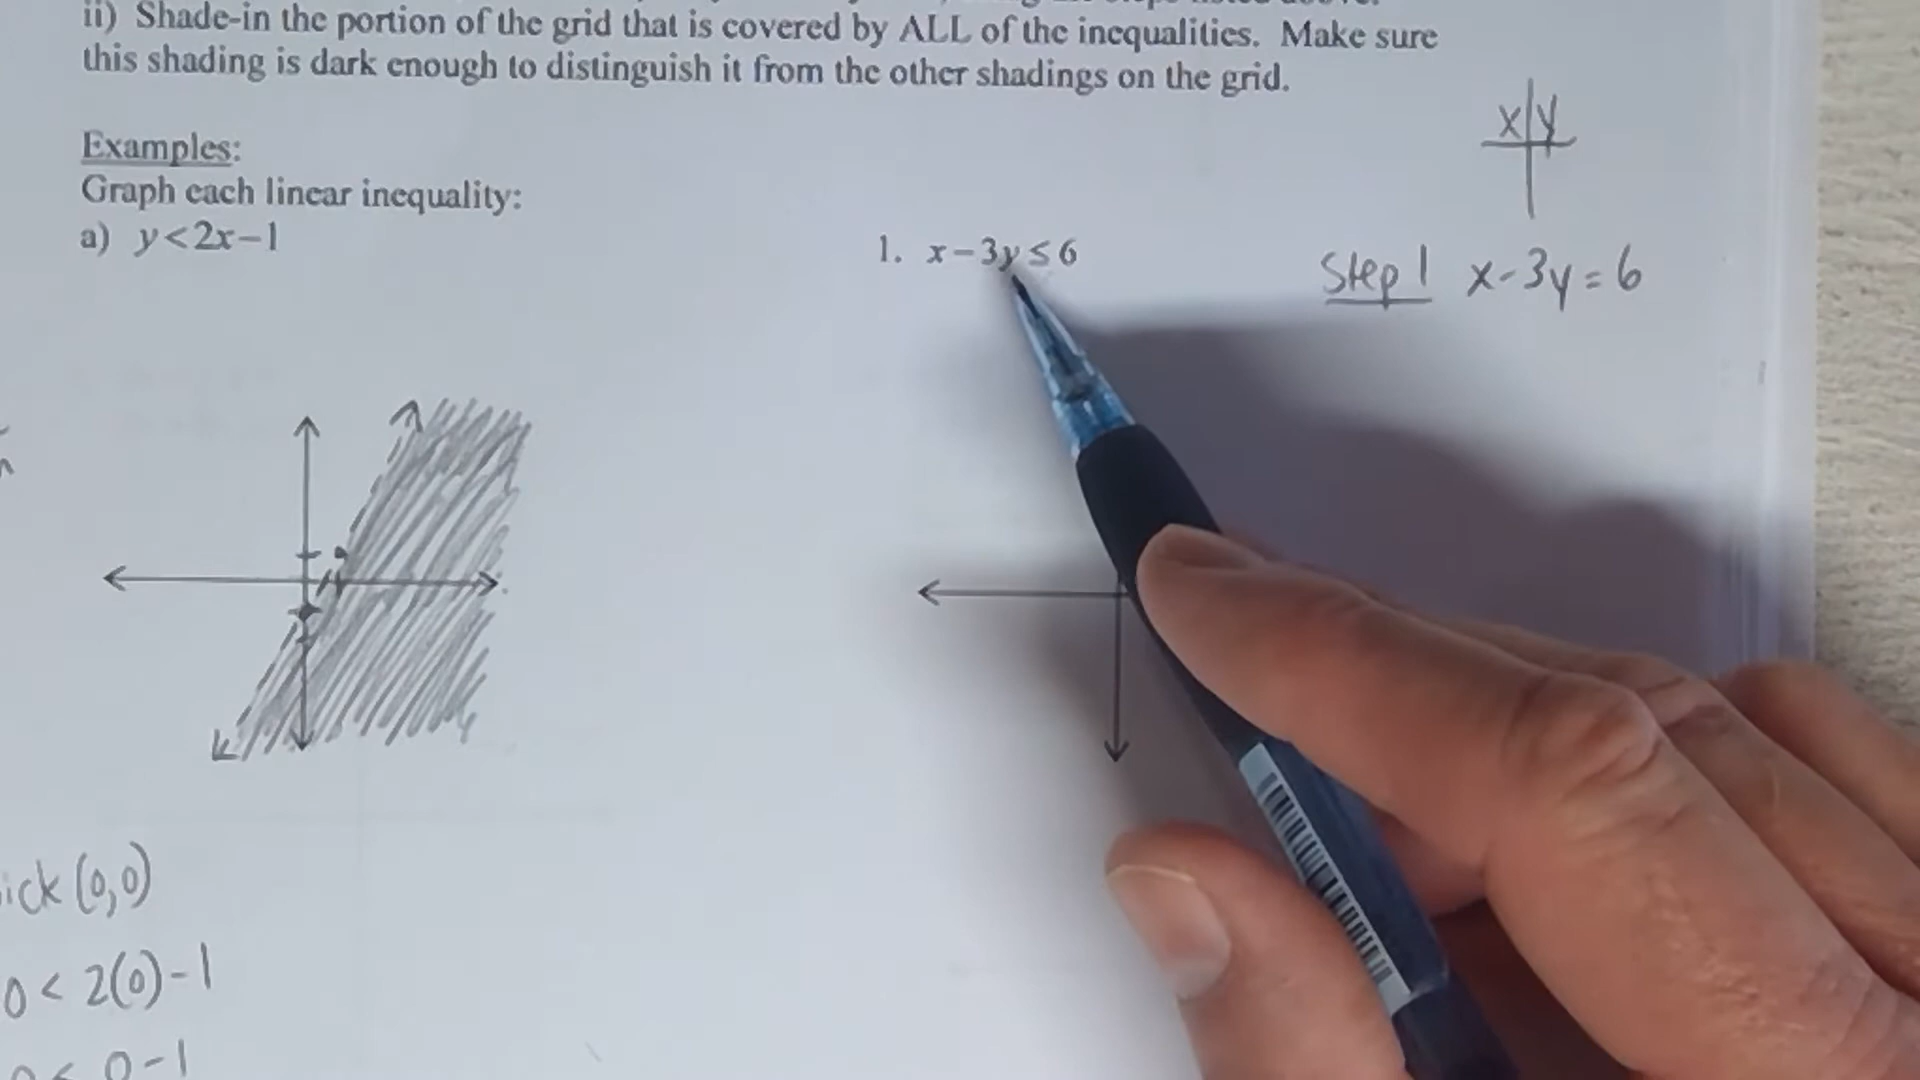 ii) Shade-in the portion of the grid that is covered by ALL of the inequalities. Make sure
this shading is dark enough to distinguish it from the other shadings on the grid.
x y
Examples:
Graph each linear inequality:
a) y<2x-1
1. x-3y≤6
Step 1 x-3y=6
ick (0,0)
0 < 2(0)-1
0-1